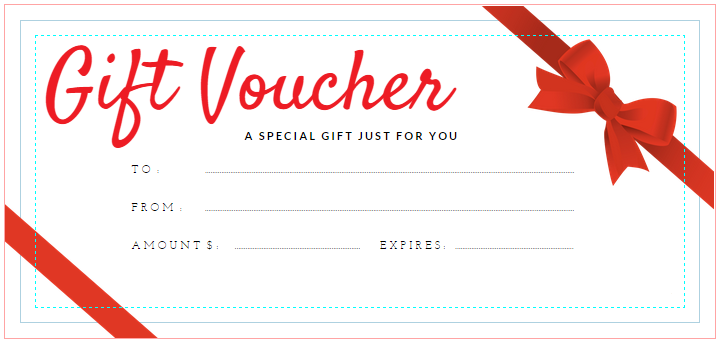 Gift Voucher
A SPECIAL GIFT JUST FOR YOU
TO :
FROM :
AMOUNT $: EXPIRES: